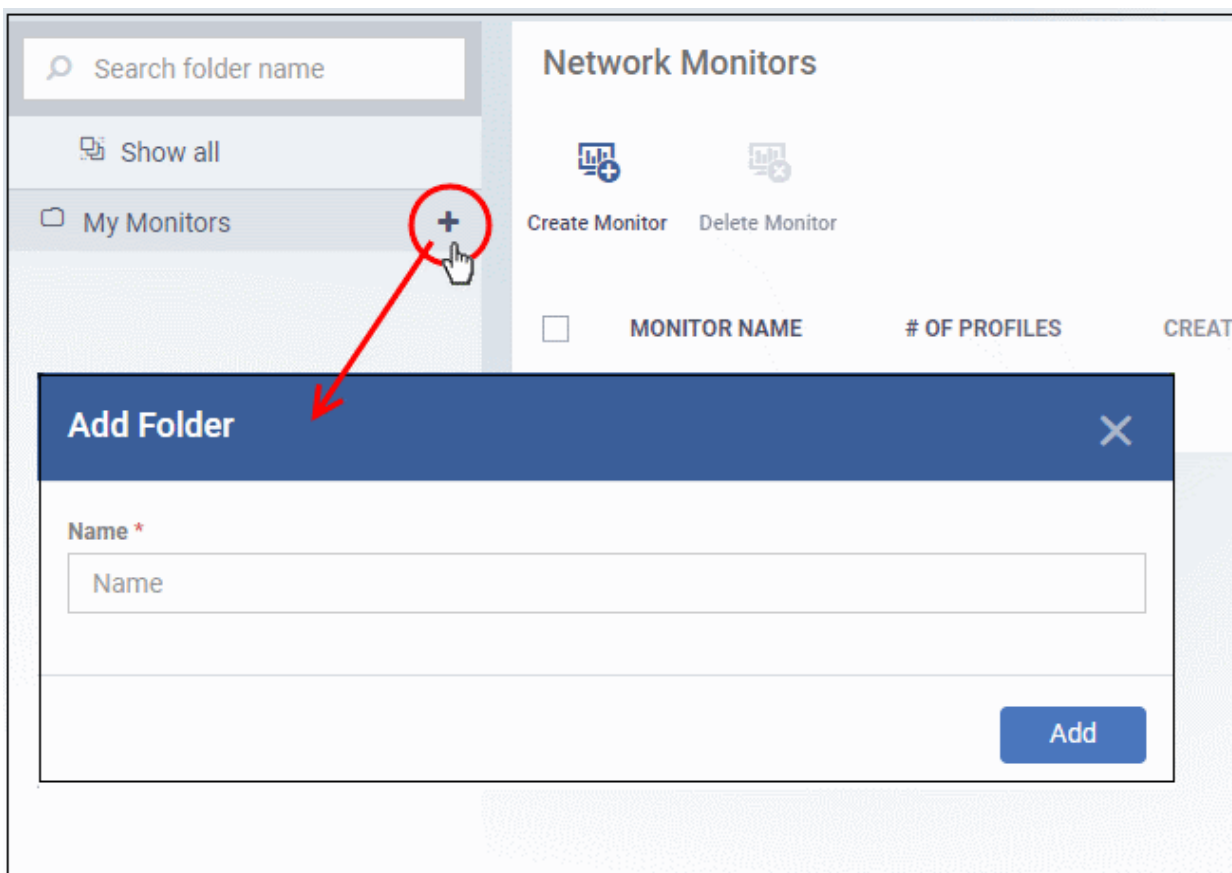 Search folder name
Show all
My Monitors
Network Monitors
Create Monitor
Delete Monitor
MONITOR NAME # OF PROFILES CREAT
Add Folder
Name *
Name
Add